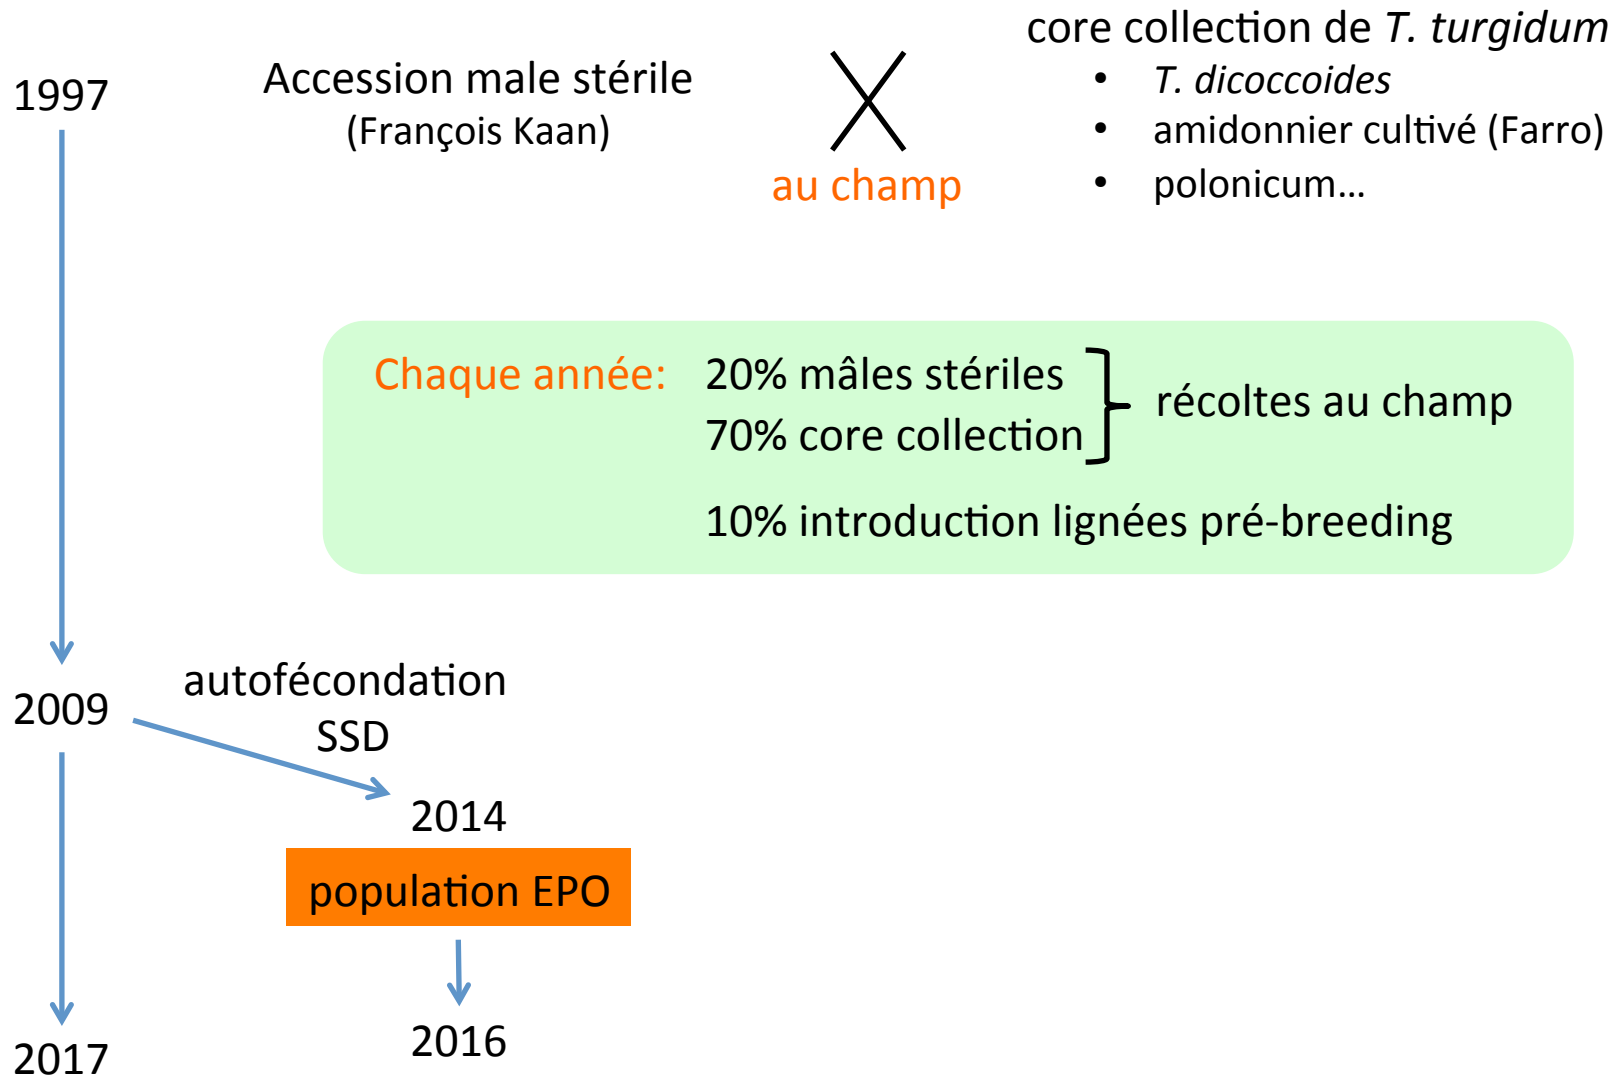 core collection de T. turgidum
1997
Accession male stérile
(François Kaan)
au champ
• T. dicoccoides
• amidonnier cultivé (Farro)
• polonicum...
Chaque année: 20% mâles stériles
70% core collection
récoltes au champ
10% introduction lignées pré-breeding
2009
autofécondation
SSD
2014
population EPO
2016
2017